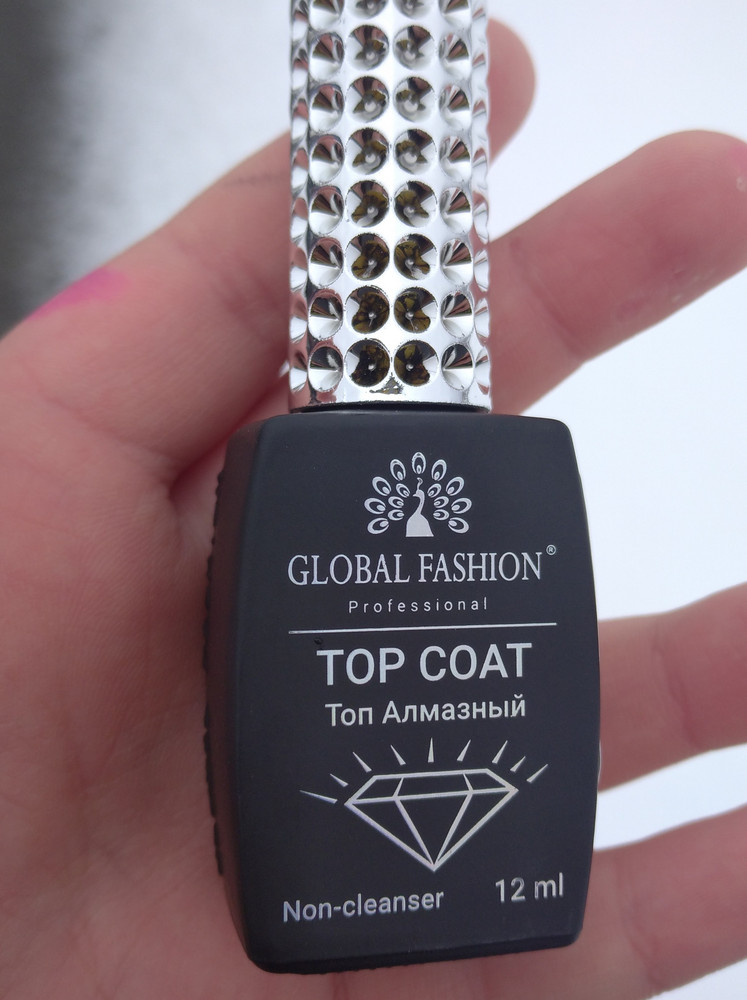 GLOBAL FASHION®
Professional
TOP COAT
Топ Алмазный
Non-cleanser 12 ml